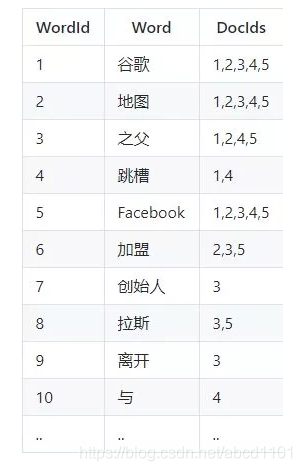 WordId Word DocIds
1 谷歌 1,2,3,4,5
2 地图 1,2,3,4,5
3 之父 1,2,4,5
4 跳槽 1,4
5 Facebook 1,2,3,4,5
6 加盟 2,3,5
7 创始人 3
8 拉斯 3,5
9 离开 3
10 与 4
.. .. ..
https://blog.csdn.net/abcd1101